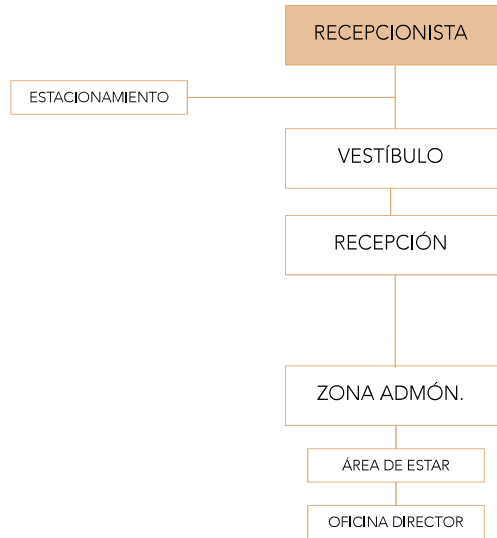 RECEPCIONISTA
ESTACIONAMIENTO
VESTÍBULO
RECEPCIÓN
ZONA ADMÓN.
ÁREA DE ESTAR
OFICINA DIRECTOR